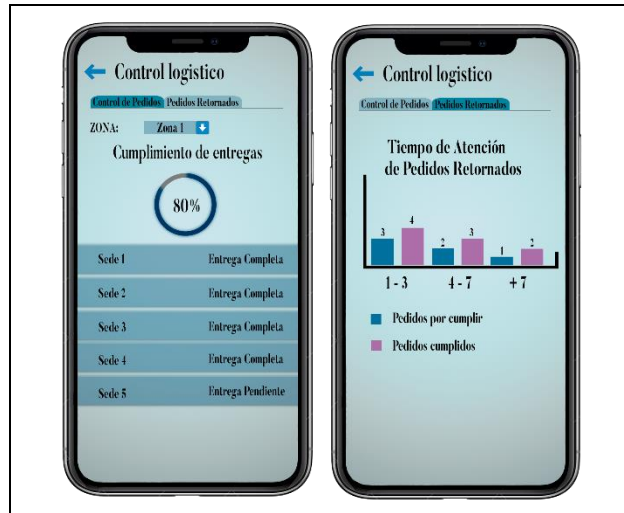 Control logistico
Control de Pedidos Pedidos Retornados
ZONA: Zona 1
Cumplimiento de entregas
80%
Sede 1 Entrega Completa
Sede 2 Entrega Completa
Sede 3 Entrega Completa
Sede 4 Entrega Completa
Sede 5 Entrega Pendiente
Control logistico
Control de Pedidos Pedidos Retornados
Tiempo de Atención
de Pedidos Retornados
3 4 2 3 1 2
1 - 3 4 - 7 + 7
Pedidos por cumplir
Pedidos cumplidos